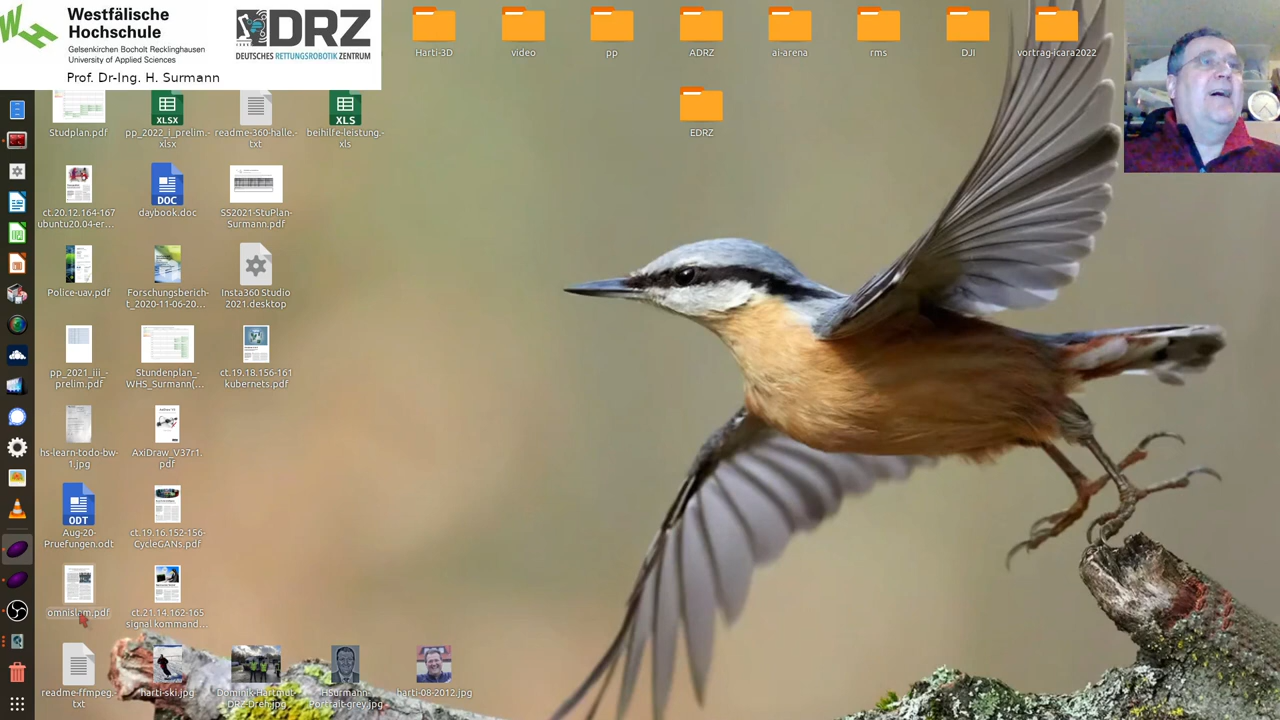 Westfälische
Hochschule
Gelsenkirchen Bocholt Recklinghausen
University of Applied Sciences
Prof. Dr-Ing. H. Surmann
DRZ
DEUTSCHES RETTUNGSROBOTIK ZENTRUM
Harti-3D
video
pp
ADRZ
ai-arena
rms
DJI
vortrag-icara2022
EDRZ
Studplan.pdf
XLSX
pp_2022_i_prelim.-
xlsx
readme-360-halle.-
txt
XLS
beihilfe-leistung.-
xls
ct.20.12.164-167
ubuntu20.04-er...
DOC
daybook.doc
SS2021-StuPlan-
Surmann.pdf
Police-uav.pdf
Forschungsberich-
t_2020-11-06-20...
Insta360 Studio
2021.desktop
pp_2021_iii_-
prelim.pdf
Stundenplan_-
WHS_Surmann(...
ct.19.18.156-161
kubernets.pdf
hs-learn-todo-bw-
1.jpg
AxiDraw_V37r1.
pdf
ODT
Aug-20-
Pruefungen.odt
ct.19.16.152-156-
CycleGANs.pdf
omnislam.pdf
ct.21.14.162-165
signal kommand...
readme-ffmpeg.-
txt
harti-ski.jpg
Dominik-Hartmut-
DRZ-Dreh.jpg
HSurmann-
Portrait-grey.jpg
harti-08-2012.jpg